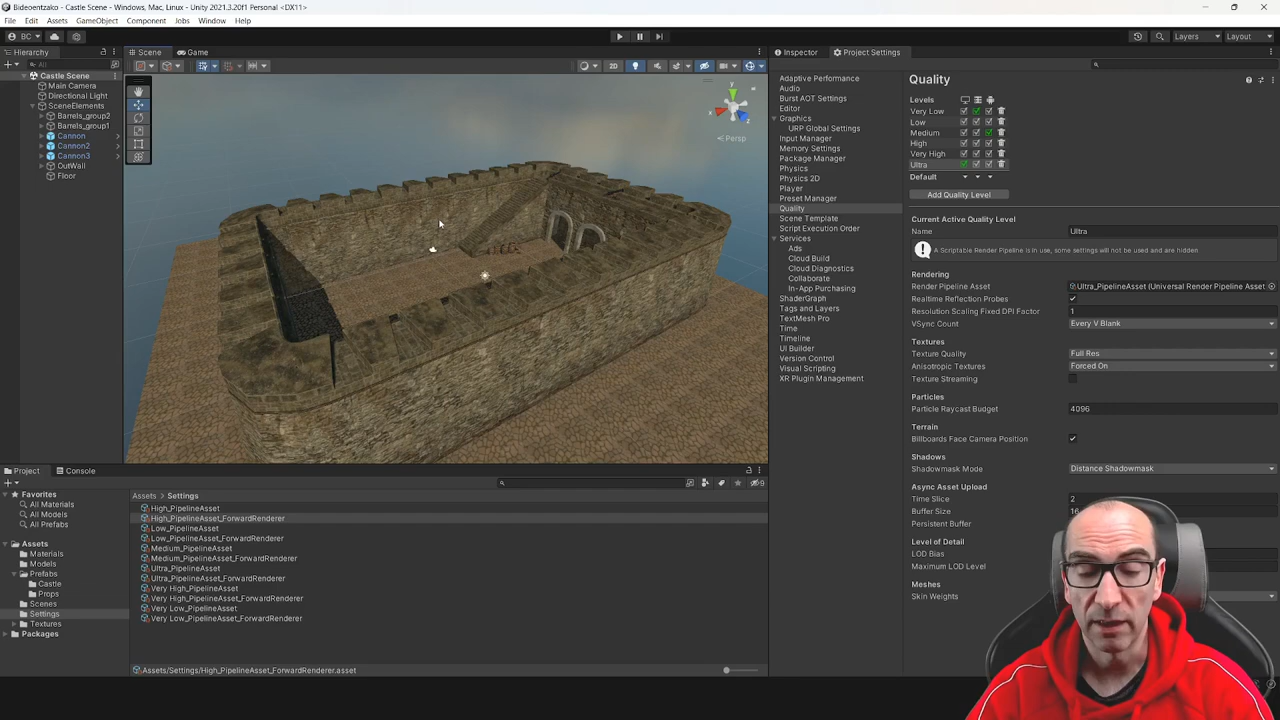 Bideoentzako - Castle Scene - Windows, Mac, Linux - Unity 2021.3.20f1 Personal <DX11>
File Edit Assets GameObject Component Jobs Window Help
BC Layers Layout
Hierarchy
All
Castle Scene
Main Camera
Directional Light
SceneElements
Barrels_group2
Barrels_group1
Cannon
Cannon2
Cannon3
OutWall
Floor
Scene Game
2D
y
x
z
Persp
Inspector Project Settings
Adaptive Performance
Audio
Burst AOT Settings
Editor
Graphics
URP Global Settings
Input Manager
Memory Settings
Package Manager
Physics
Physics 2D
Player
Preset Manager
Quality
Scene Template
Script Execution Order
Services
Ads
Cloud Build
Cloud Diagnostics
Collaborate
In-App Purchasing
ShaderGraph
Tags and Layers
TextMesh Pro
Time
Timeline
UI Builder
Version Control
Visual Scripting
XR Plugin Management
Quality
Levels
Very Low
Low
Medium
High
Very High
Ultra
Default
Add Quality Level
Current Active Quality Level
Name Ultra
A Scriptable Render Pipeline is in use, some settings will not be used and are hidden
Rendering
Render Pipeline Asset Ultra_PipelineAsset (Universal Render Pipeline Asset
Realtime Reflection Probes
Resolution Scaling Fixed DPI Factor 1
VSync Count Every V Blank
Textures
Texture Quality Full Res
Anisotropic Textures Forced On
Texture Streaming
Particles
Particle Raycast Budget 4096
Terrain
Billboards Face Camera Position
Shadows
Shadowmask Mode Distance Shadowmask
Async Asset Upload
Time Slice 2
Buffer Size 16
Persistent Buffer
Level of Detail
LOD Bias
Maximum LOD Level
Meshes
Skin Weights
Project Console
9
Favorites
All Materials
All Models
All Prefabs
Assets
Materials
Models
Prefabs
Castle
Props
Scenes
Settings
Textures
Packages
Assets Settings
High_PipelineAsset
High_PipelineAsset_ForwardRenderer
Low_PipelineAsset
Low_PipelineAsset_ForwardRenderer
Medium_PipelineAsset
Medium_PipelineAsset_ForwardRenderer
Ultra_PipelineAsset
Ultra_PipelineAsset_ForwardRenderer
Very High_PipelineAsset
Very High_PipelineAsset_ForwardRenderer
Very Low_PipelineAsset
Very Low_PipelineAsset_ForwardRenderer
Assets/Settings/High_PipelineAsset_ForwardRenderer.asset